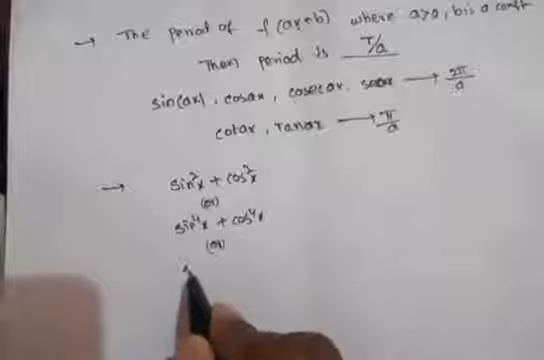 → The period of f(ax+b) where a>0, b is a const
Then period is T/a
sin(ax), cosax, cosecax, secax → 2π/a
cotax, Tanax → π/a
→ sin²x + cos²x
(or)
sin⁴x + cos⁴x
(or)